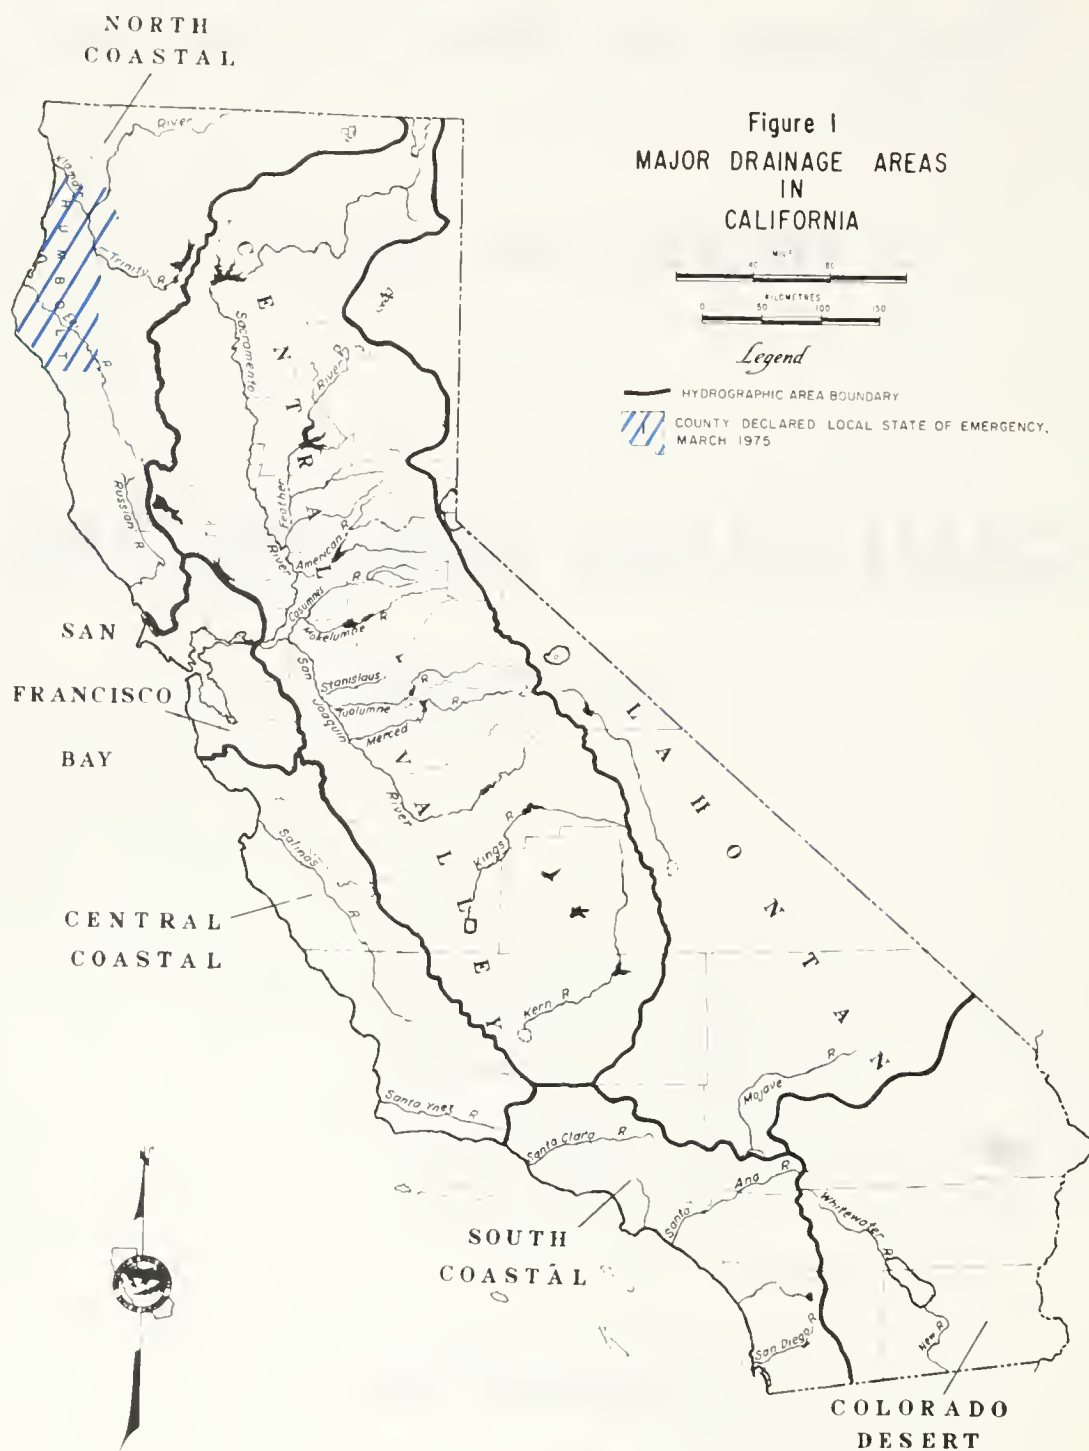 NORTH
COASTAL
Figure 1
MAJOR DRAINAGE AREAS
IN
CALIFORNIA
KILOMETRES
0 50 100 150
Legend
HYDROGRAPHIC AREA BOUNDARY
COUNTY DECLARED LOCAL STATE OF EMERGENCY,
MARCH 1975
Klamath
River
HUMBOLT
Trinity R
Eel
R
Russian
R
CENTRAL
VALLEY
Sacramento
River
Feather
River
American R
Cosumnes R
Mokelumne R
San
Joaquin
River
Stanislaus
R
Tuolumne
R
Merced
Kings R
Kern R
LAHONTAN
SAN
FRANCISCO
BAY
Salinas
R
CENTRAL
COASTAL
Santa Ynez R
Santa Clara R
Mojave R
Santa Ana R
Whitewater R
SOUTH
COASTAL
San Diego R
New R
COLORADO
DESERT